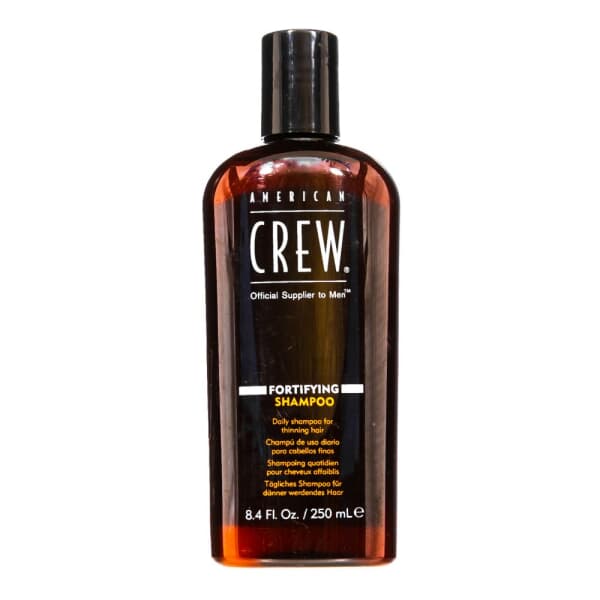 AMERICAN
CREW®
Official Supplier to Men™
FORTIFYING
SHAMPOO
Daily shampoo for
thinning hair
Champú de uso diario
para cabellos finos
Shampooing quotidien
pour cheveux affaiblis
Tägliches Shampoo für
dünner werdendes Haar
8.4 Fl. Oz. / 250 mL ℮